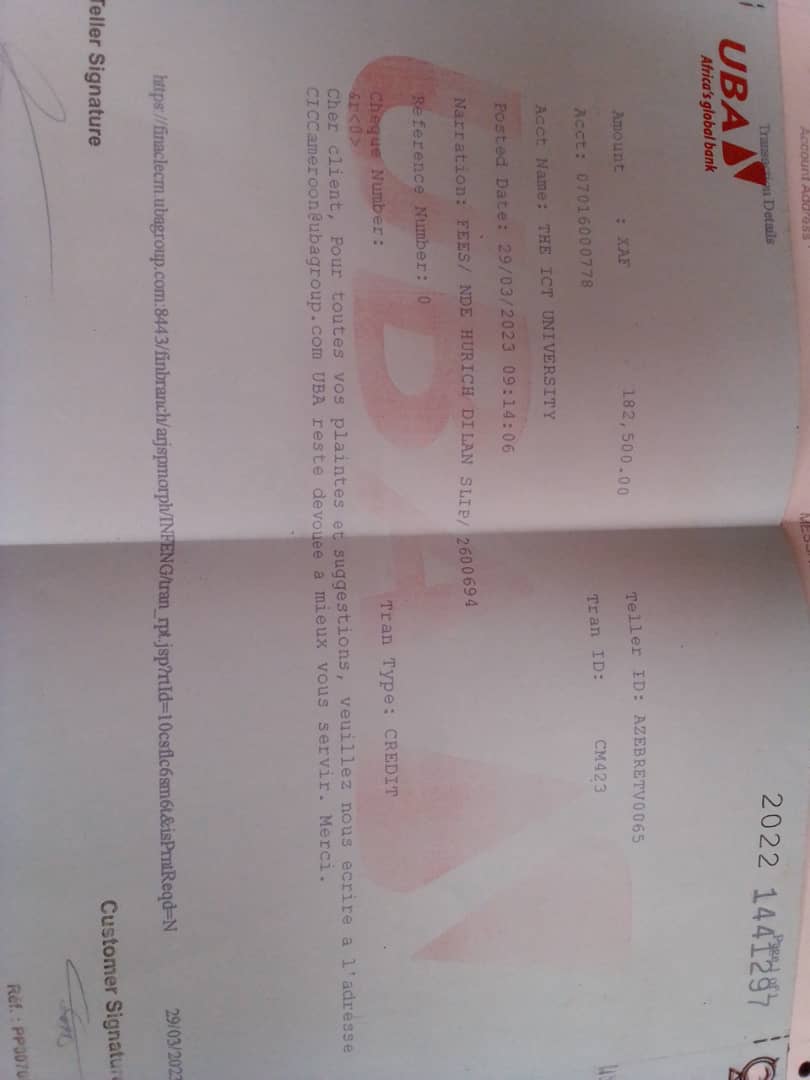 Account Address
2022 1441297
UBA
Africa's global bank
Transaction Details
Amount : XAF 182,500.00 Teller ID: AZEBRETV0065
Acct: 07016000778 Tran ID: CM423
Acct Name: THE ICT UNIVERSITY
Posted Date: 29/03/2023 09:14:06
Narration: FEES/ NDE HURICH DILAN SLIP/ 2600694
Reference Number: 0
Cheque Number: Tran Type: CREDIT
&r<0>
Cher client, Pour toutes vos plaintes et suggestions, veuillez nous ecrire a l'adresse
CICCameroon@ubagroup.com UBA reste devouee a mieux vous servir. Merci.
https://finaclecm.ubagroup.com:8443/finbranch/arjspmorph/INFENG/tran_rpt.jsp?rtId=10csflc6sm6t&isPrntReqd=N 29/03/202
Teller Signature Customer Signature
Réf. : PP3070